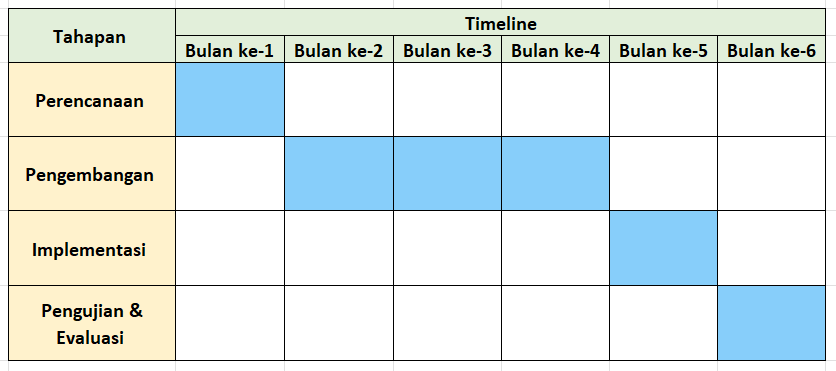 Tahapan
Timeline
Bulan ke-1
Bulan ke-2
Bulan ke-3
Bulan ke-4
Bulan ke-5
Bulan ke-6
Perencanaan
Pengembangan
Implementasi
Pengujian &
Evaluasi